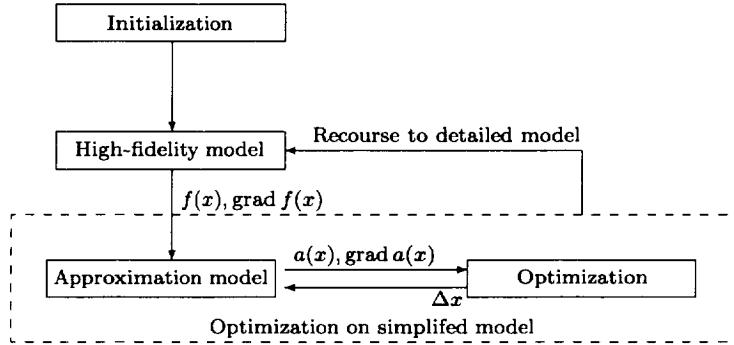 Initialization
Recourse to detailed model
High-fidelity model
f(x), grad f(x)
a(x), grad a(x)
Approximation model
Optimization
Δx
Optimization on simplifed model